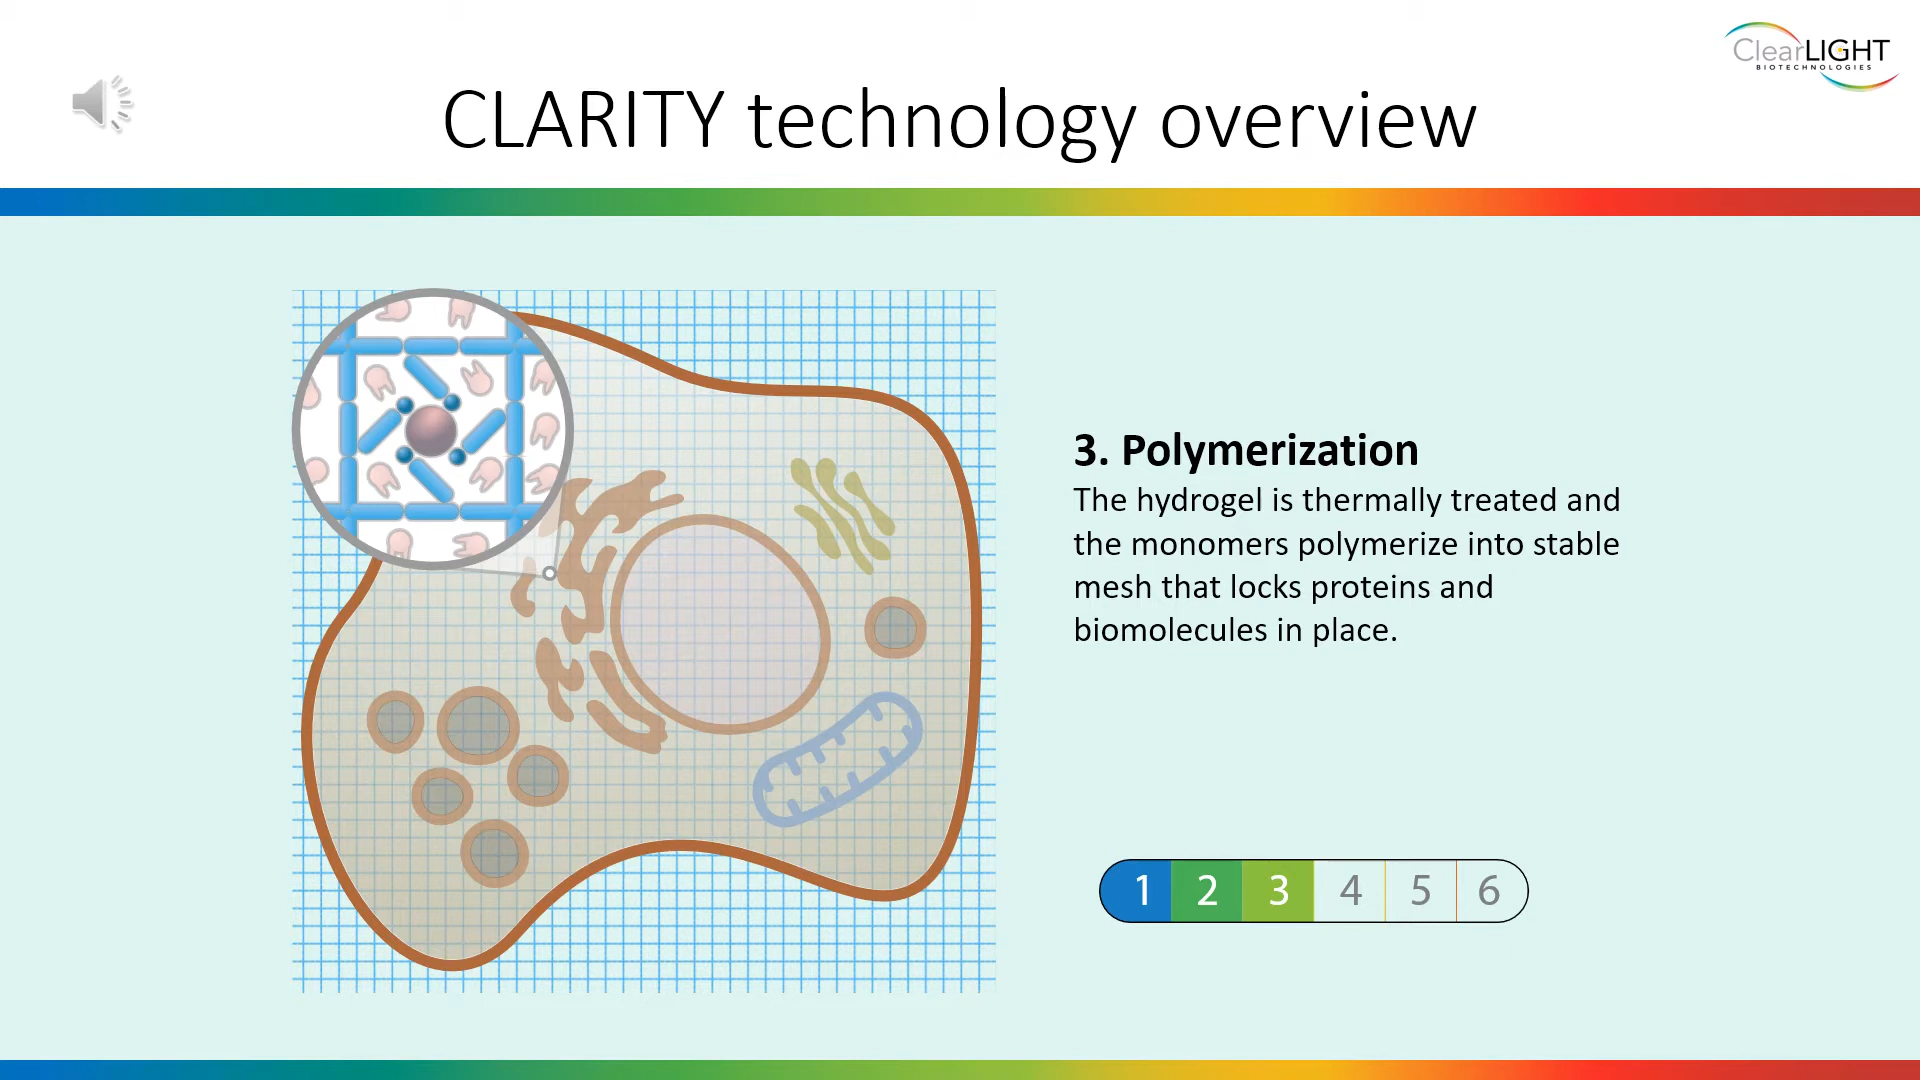 ClearLIGHT
BIOTECHNOLOGIES
CLARITY technology overview
3. Polymerization
The hydrogel is thermally treated and
the monomers polymerize into stable
mesh that locks proteins and
biomolecules in place.
1 2 3 4 5 6